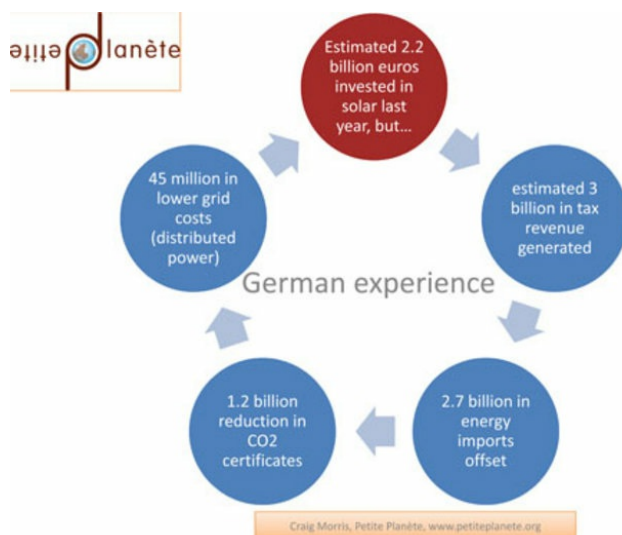 petite planète
Estimated 2.2
billion euros
invested in
solar last
year, but...
estimated 3
billion in tax
revenue
generated
2.7 billion in
energy
imports
offset
1.2 billion
reduction in
CO2
certificates
45 million in
lower grid
costs
(distributed
power)
German experience
Craig Morris, Petite Planète, www.petiteplanete.org